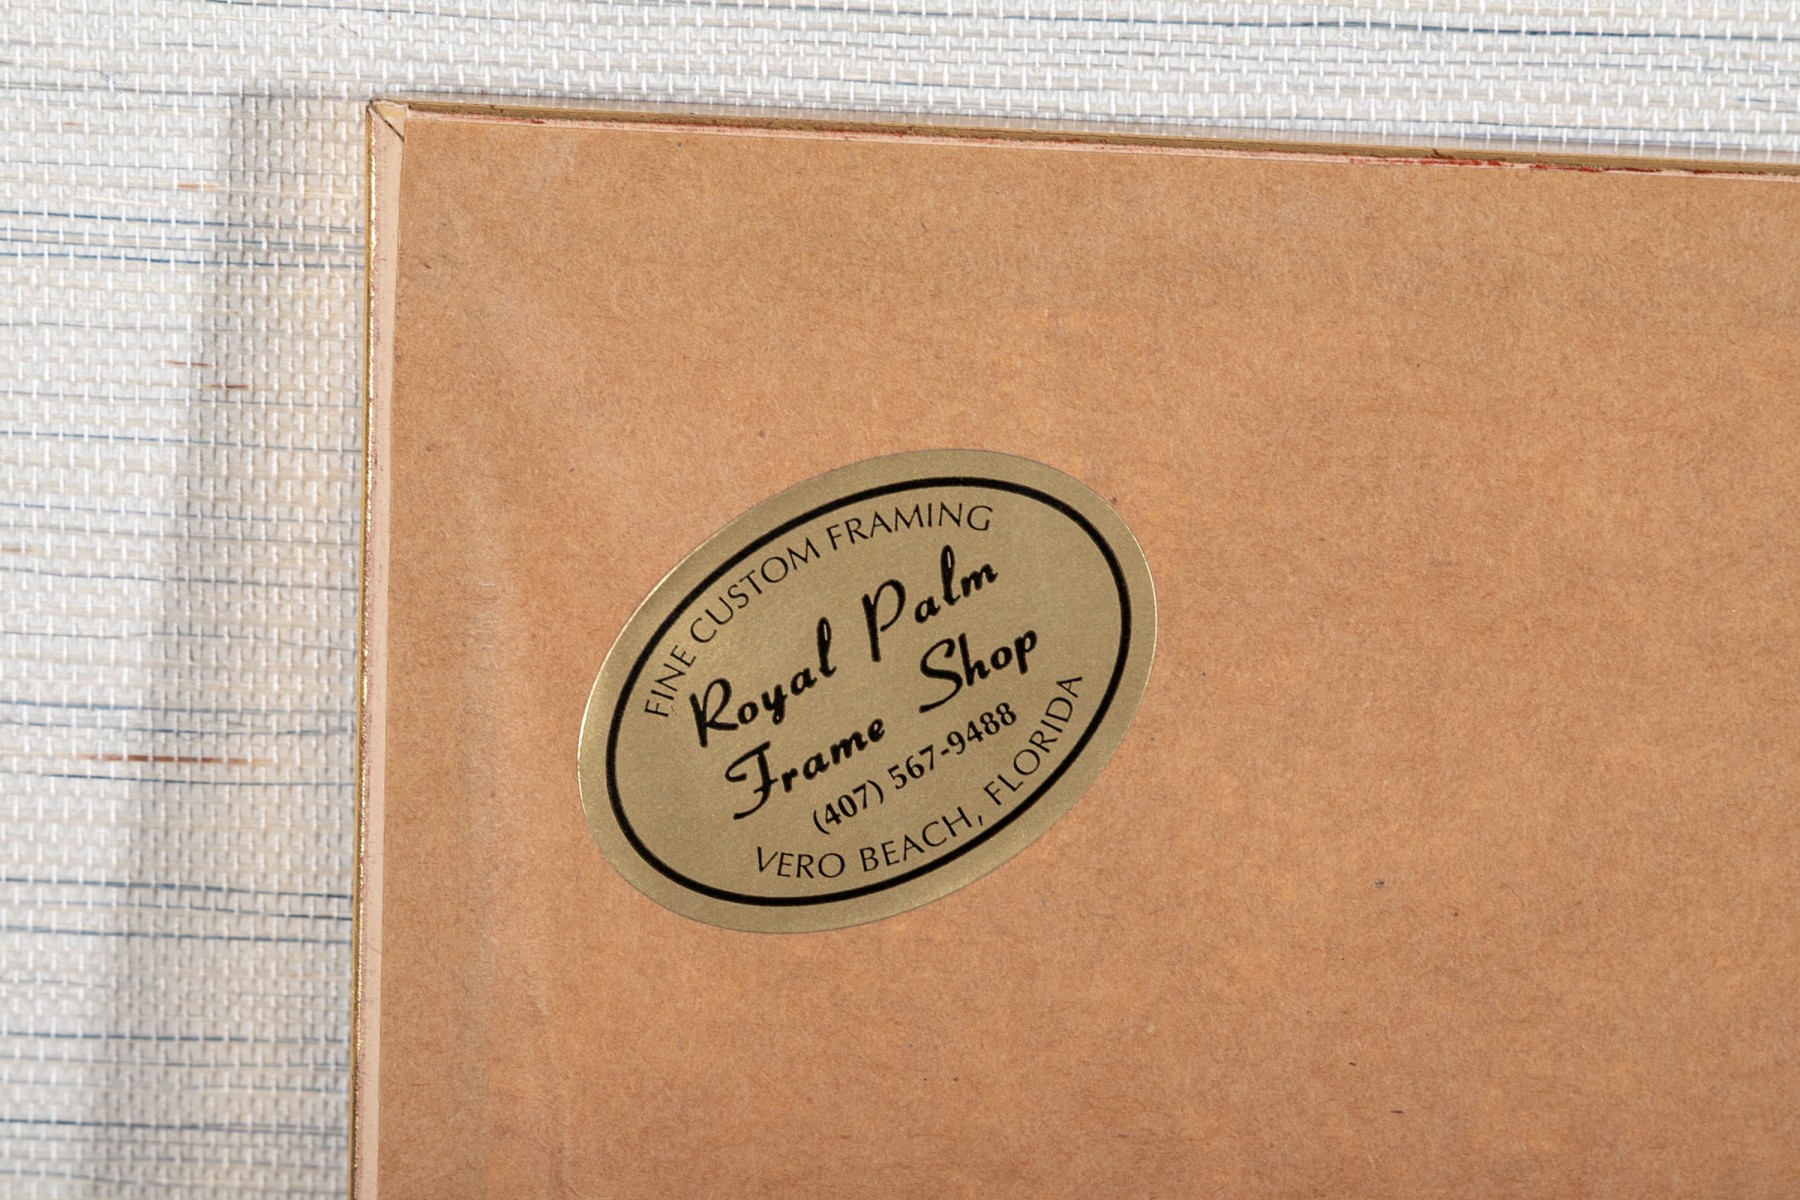 FINE CUSTOM FRAMING
Royal Palm
Frame Shop
(407) 567-9488
VERO BEACH, FLORIDA